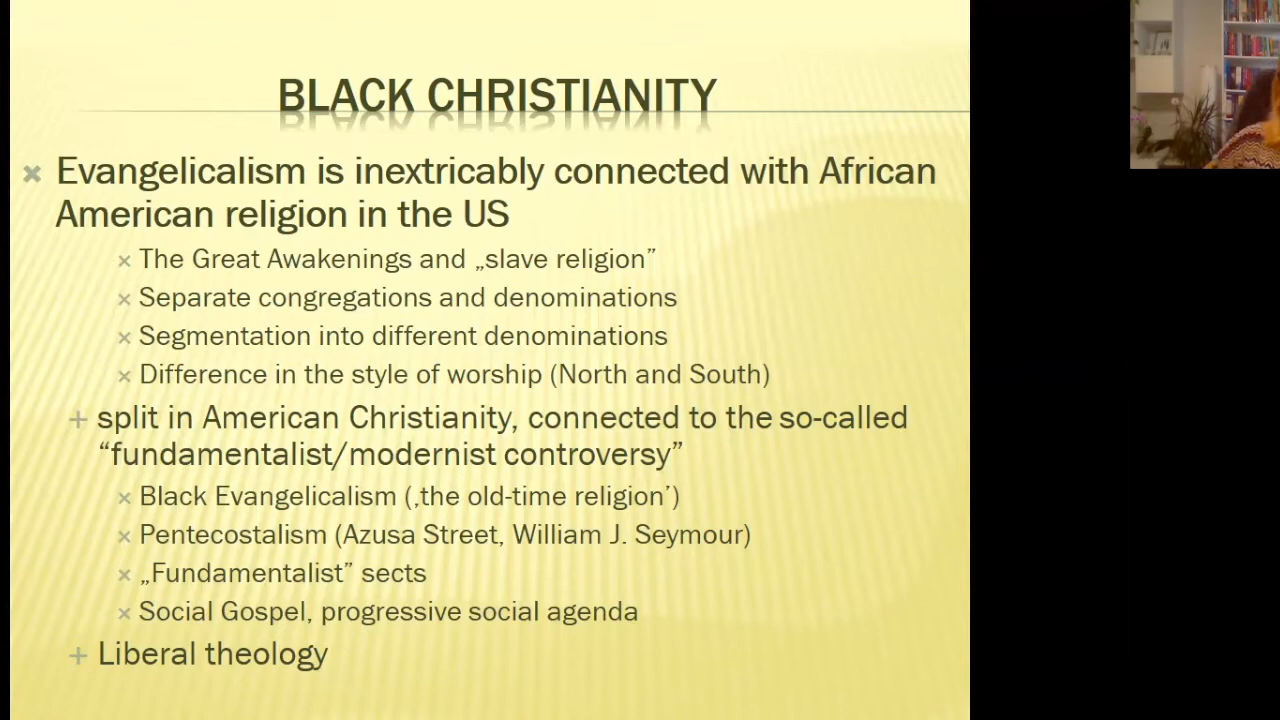 BLACK CHRISTIANITY
Evangelicalism is inextricably connected with African
American religion in the US
The Great Awakenings and „slave religion”
Separate congregations and denominations
Segmentation into different denominations
Difference in the style of worship (North and South)
split in American Christianity, connected to the so-called
“fundamentalist/modernist controversy”
Black Evangelicalism (‚the old-time religion’)
Pentecostalism (Azusa Street, William J. Seymour)
„Fundamentalist” sects
Social Gospel, progressive social agenda
Liberal theology